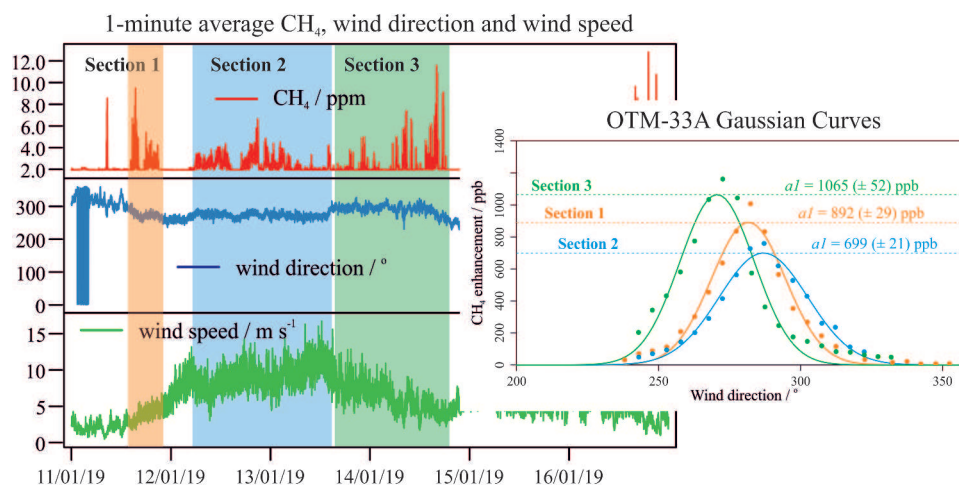 1-minute average CH₄, wind direction and wind speed
Section 1
Section 2
Section 3
12.0
10.0
8.0
6.0
4.0
2.0
CH₄ / ppm
300
200
100
0
wind direction / °
15
10
5
0
wind speed / m s⁻¹
11/01/19
12/01/19
13/01/19
14/01/19
15/01/19
16/01/19
OTM-33A Gaussian Curves
CH₄ enhancement / ppb
1400
1200
1000
800
600
400
200
0
Section 3
a1 = 1065 (± 52) ppb
Section 1
a1 = 892 (± 29) ppb
Section 2
a1 = 699 (± 21) ppb
200
250
300
350
Wind direction / °